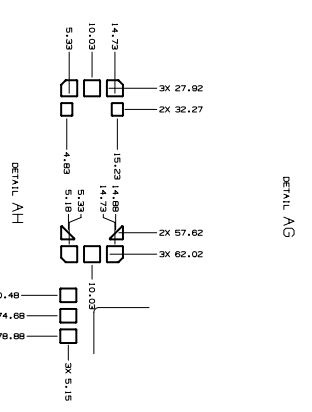 5.33
10.03
14.73
3X 27.92
2X 32.27
4.83
15.23
DETAIL AH
DETAIL AG
5.18
5.33
14.73
14.88
2X 57.62
3X 62.02
10.03
74.68
78.88
3X 5.15